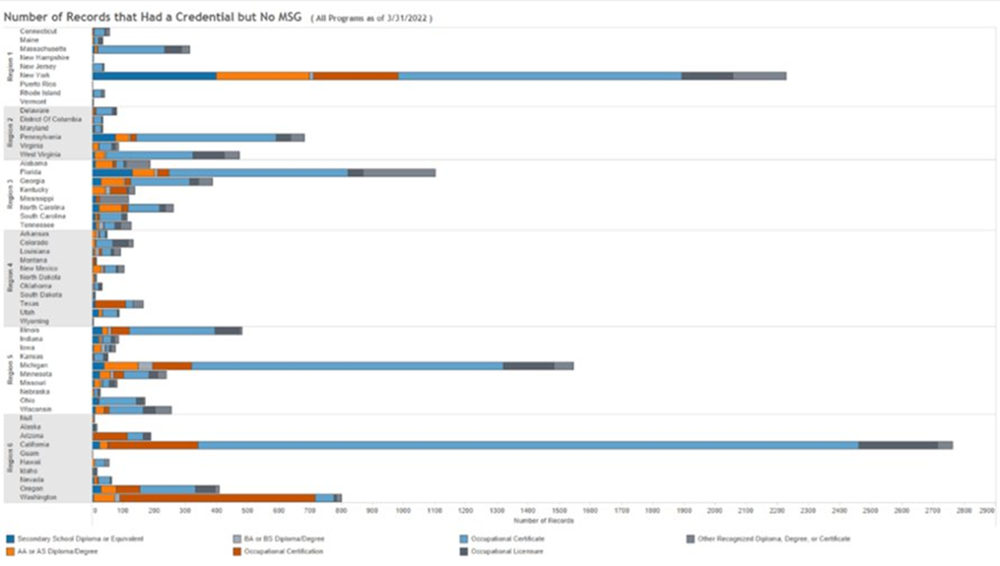 Number of Records that Had a Credential but No MSG ( All Programs as of 3/31/2022 )
Region 1
Connecticut
Maine
Massachusetts
New Hampshire
New Jersey
New York
Puerto Rico
Rhode Island
Vermont
Region 2
Delaware
District Of Columbia
Maryland
Pennsylvania
Virginia
West Virginia
Region 3
Alabama
Florida
Georgia
Kentucky
Mississippi
North Carolina
South Carolina
Tennessee
Region 4
Arkansas
Colorado
Louisiana
Montana
New Mexico
North Dakota
Oklahoma
South Dakota
Texas
Utah
Wyoming
Region 5
Illinois
Indiana
Iowa
Kansas
Michigan
Minnesota
Missouri
Nebraska
Ohio
Wisconsin
Region 6
Null
Alaska
Arizona
California
Guam
Hawaii
Idaho
Nevada
Oregon
Washington
0 100 200 300 400 500 600 700 800 900 1000 1100 1200 1300 1400 1500 1600 1700 1800 1900 2000 2100 2200 2300 2400 2500 2600 2700 2800 2900
Number of Records
Secondary School Diploma or Equivalent BA or BS Diploma/Degree Occupational Certificate Other Recognized Diploma, Degree, or Certificate
AA or AS Diploma/Degree Occupational Certification Occupational Licensure